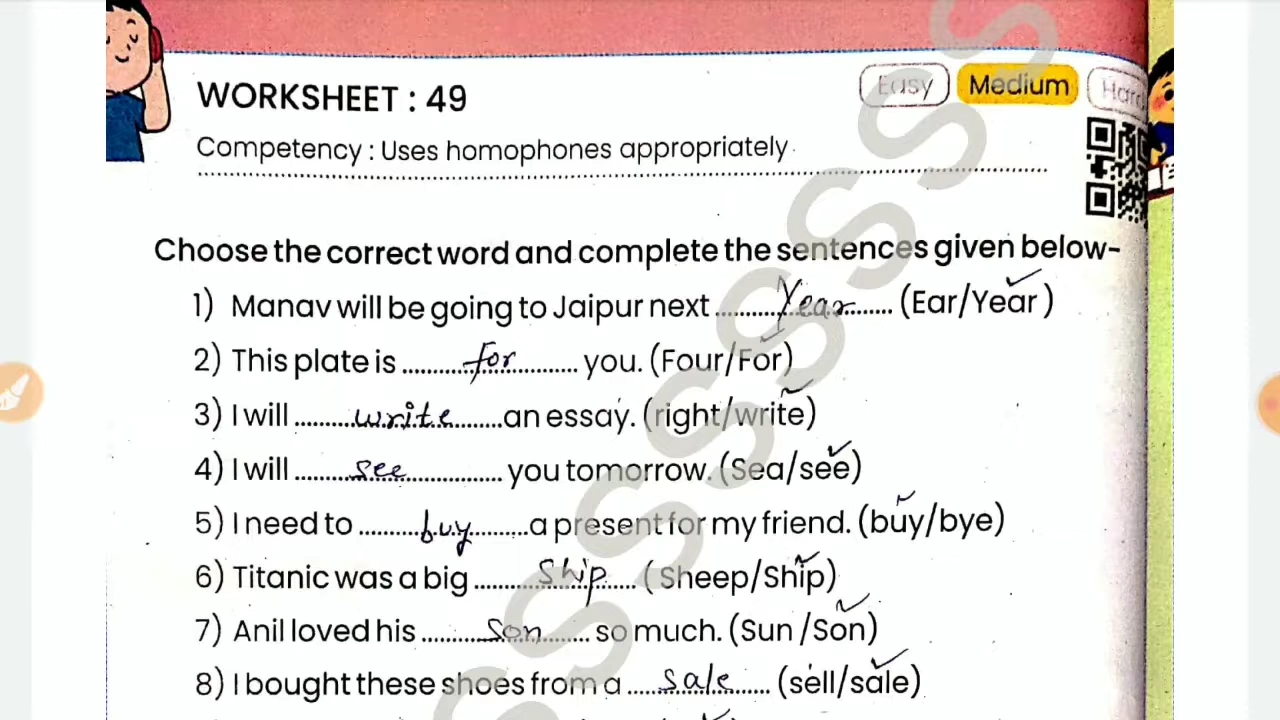 Easy Medium Hard
WORKSHEET : 49
Competency : Uses homophones appropriately
Choose the correct word and complete the sentences given below-
1) Manav will be going to Jaipur next ..........Year........ (Ear/Year)
2) This plate is ..........for.......... you. (Four/For)
3) I will ..........write..........an essay. (right/write)
4) I will ..........see.......... you tomorrow. (Sea/see)
5) I need to ..........buy..........a present for my friend. (buy/bye)
6) Titanic was a big ..........Ship........ ( Sheep/Ship)
7) Anil loved his ..........Son........ so much. (Sun /Son)
8) I bought these shoes from a ......sale........ (sell/sale)
SSSSSS